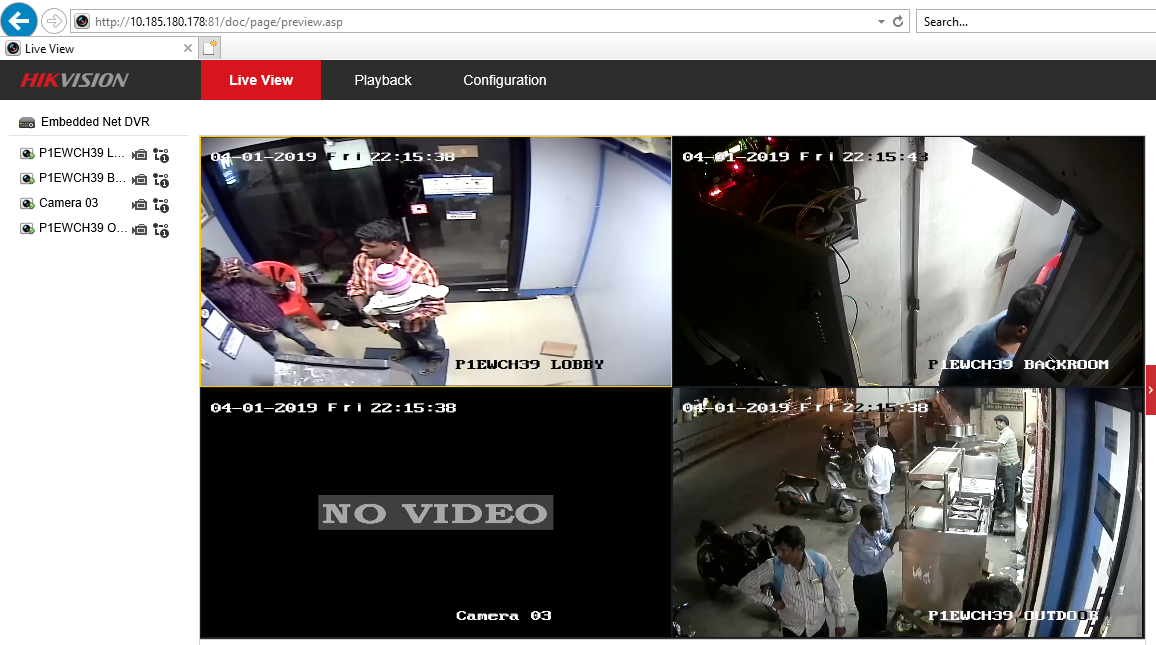 http://10.185.180.178:81/doc/page/preview.asp
Search...
Live View
HIKVISION
Live View
Playback
Configuration
Embedded Net DVR
P1EWCH39 L...
P1EWCH39 B...
Camera 03
P1EWCH39 O...
04-01-2019 Fri 22:15:38
P1EWCH39 LOBBY
04-01-2019 Fri 22:15:43
P1EWCH39 BACKROOM
04-01-2019 Fri 22:15:38
NO VIDEO
Camera 03
04-01-2019 Fri 22:15:38
P1EWCH39 OUTDOOR